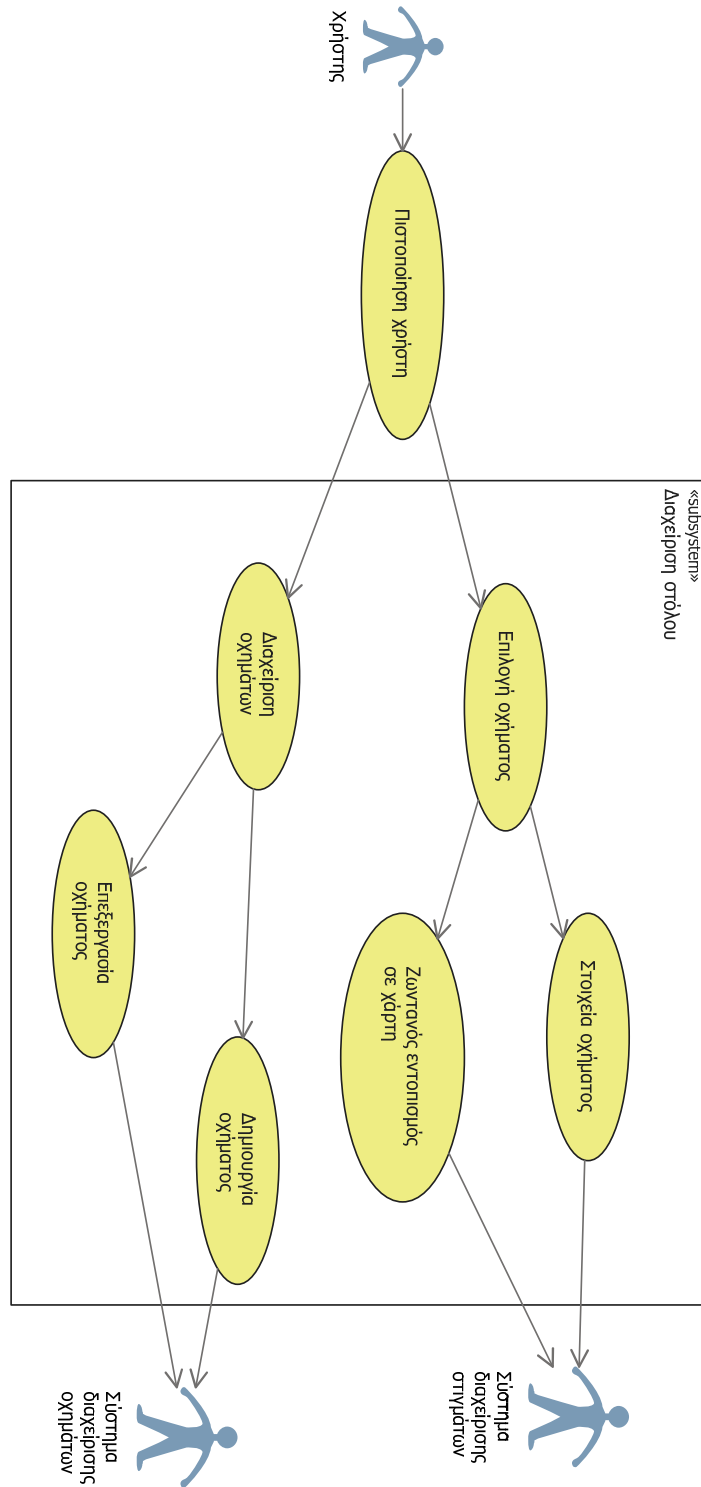 «subsystem»
Διαχείριση στόλου
Χρήστης
Πιστοποίηση χρήστη
Επιλογή οχήματος
Στοιχεία οχήματος
Ζωντανός εντοπισμός
σε χάρτη
Διαχείριση
οχημάτων
Δημιουργία
οχήματος
Επεξεργασία
οχήματος
Σύστημα
διαχείρισης
στιγμάτων
Σύστημα
διαχείρισης
οχημάτων